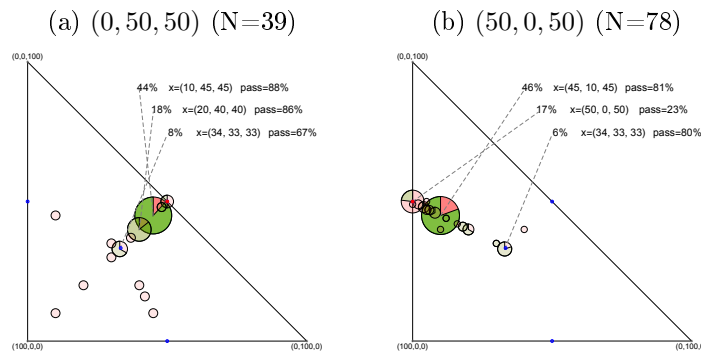 (a) (0, 50, 50) (N=39)
(0,0,100)
44% x=(10, 45, 45) pass=88%
18% x=(20, 40, 40) pass=86%
8% x=(34, 33, 33) pass=67%
(100,0,0)
(0,100,0)
(b) (50, 0, 50) (N=78)
(0,0,100)
46% x=(45, 10, 45) pass=81%
17% x=(50, 0, 50) pass=23%
6% x=(34, 33, 33) pass=80%
(100,0,0)
(0,100,0)